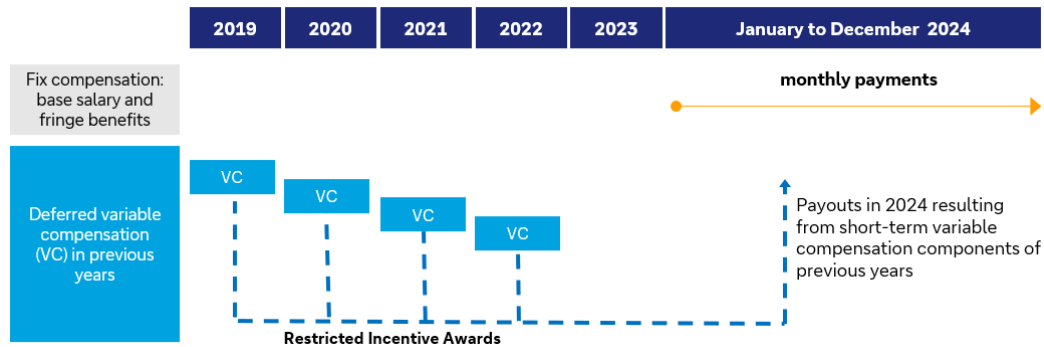 2019 2020 2021 2022 2023 January to December 2024
Fix compensation:
base salary and
fringe benefits
monthly payments
Deferred variable
compensation
(VC) in previous
years
VC
VC
VC
VC
Payouts in 2024 resulting
from short-term variable
compensation components of
previous years
Restricted Incentive Awards